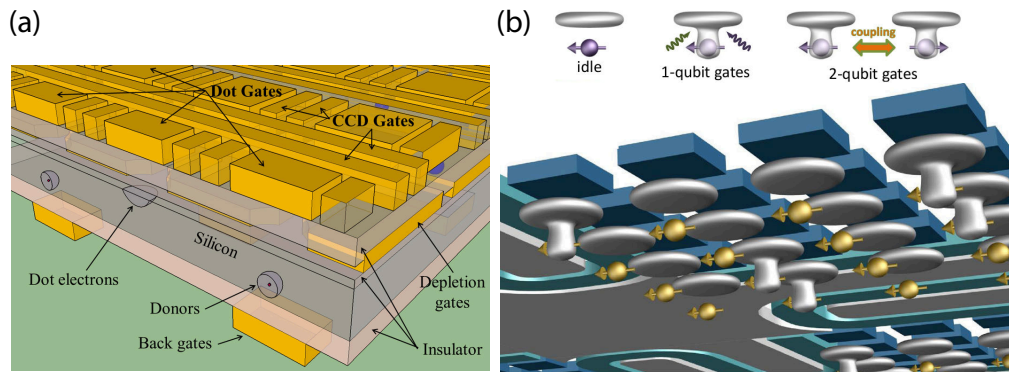 (a)
Dot Gates
CCD Gates
Silicon
Dot electrons
Donors
Back gates
Depletion
gates
Insulator
(b)
idle
1-qubit gates
coupling
2-qubit gates